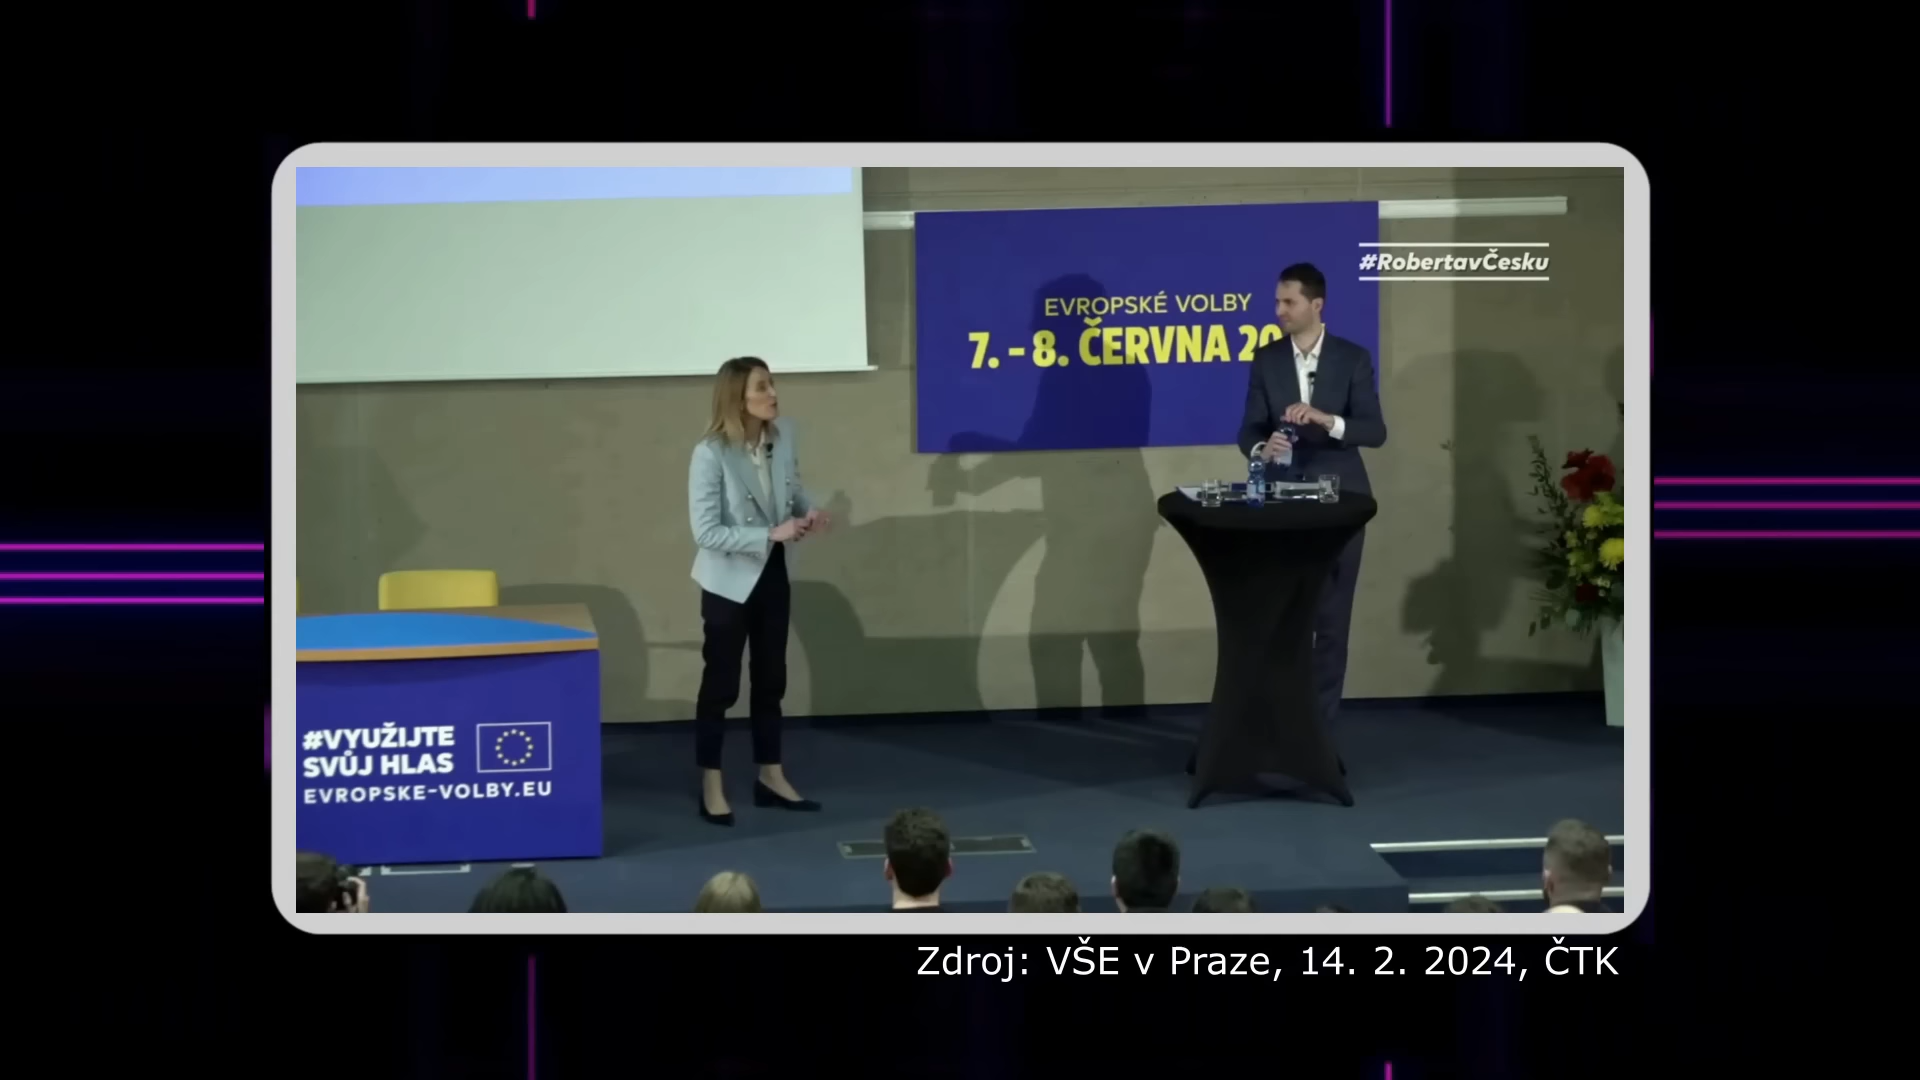 #RobertavČesku
EVROPSKÉ VOLBY
7. - 8. ČERVNA 20
#VYUŽIJTE
SVŮJ HLAS
EVROPSKE-VOLBY.EU
Zdroj: VŠE v Praze, 14. 2. 2024, ČTK